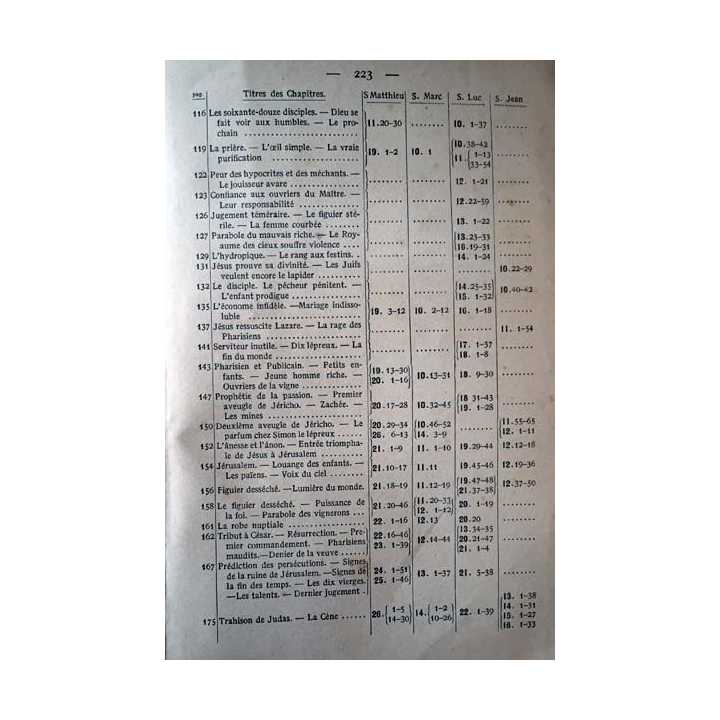 — 223 —
pag. Titres des Chapitres. S Matthieu S. Marc S. Luc S. Jean
116 Les soixante-douze disciples. — Dieu se
fait voir aux humbles. — Le pro- 11.20-30 ........ 10. 1-37 ........
chain ......................
119 La prière. — L'œil simple. — La vraie 10.38-42
purification .................. 19. 1-2 10. 1 11. 1-13 ........
33-54
122 Peur des hypocrites et des méchants. —
Le jouisseur avare .............. ........ ........ 12. 1-21 ........
123 Confiance aux ouvriers du Maître. —
Leur responsabilité .............. ........ ........ 12.22-59 ........
126 Jugement téméraire. — Le figuier sté-
rile. — La femme courbée ........ ........ ........ 13. 1-22 ........
127 Parabole du mauvais riche. — Le Roy- 13.23-33
aume des cieux souffre violence .... ........ ........ 16.19-31 ........
129 L'hydropique. — Le rang aux festins. . 14. 1-24
131 Jésus prouve sa divinité. — Les Juifs
veulent encore le lapider .......... ........ ........ ........ 10.22-29
132 Le disciple. Le pêcheur pénitent. — 14.25-35
L'enfant prodigue .............. ........ ........ 15. 1-32 10.40-42
135 L'économe infidèle. —Mariage indisso- 19. 3-12 10. 2-12 16. 1-18 ........
luble ....................
137 Jésus ressuscite Lazare. — La rage des
Pharisiens .................. ........ ........ ........ 11. 1-54
141 Serviteur inutile. — Dix lépreux. — La 17. 1-37
fin du monde .................. ........ ........ 18. 1-8 ........
143 Pharisien et Publicain. — Petits en- 19.13-30
fants. — Jeune homme riche. — 20. 1-16 10.13-31 18. 9-30 ........
Ouvriers de la vigne ..............
147 Prophétie de la passion. — Premier 18 31-43
aveugle de Jéricho. — Zachée. — 20.17-28 10.32-45 19. 1-28 ........
Les mines ....................
150 Deuxième aveugle de Jéricho. — Le 20.29-34 10.46-52 11.55-65
parfum chez Simon le lépreux ...... 26. 6-13 14. 3-9 ........ 12. 1-11
152 L'ânesse et l'ânon. — Entrée triompha- 21. 1-9 11. 1-10 19.29-44 12.12-18
le de Jésus à Jérusalem ..........
154 Jérusalem. — Louange des enfants. — 21.10-17 11.11 19.45-46 12.19-36
Les païens. — Voix du ciel ........
156 Figuier desséché. —Lumière du monde. 21.18-19 11.12-19 19.47-48 12.37-50
21.37-38
158 Le figuier desséché. — Puissance de 21.20-46 11.20-33 20. 1-19 ........
la foi. — Parabole des vignerons ... 12. 1-12
161 La robe nuptiale .................. 22. 1-16 12.13 20.20 ........
162 Tribut à César. — Résurrection. — Pre- 22.16-46 13.34-35
mier commandement. — Pharisiens 23. 1-39 12.14-44 20.21-47 ........
maudits.—Denier de la veuve ...... 21. 1-4
167 Prédiction des persécutions. — Signes
de la ruine de Jérusalem.—Signes de 24. 1-51 13. 1-37 21. 5-38 ........
la fin des temps. — Les dix vierges. 25. 1-46
—Les talents. — Dernier jugement .
13. 1-38
1-5 1-2 14. 1-31
175 Trahison de Judas. — La Cène ...... 26. 14-30 14. 10-26 22. 1-39 15. 1-27
16. 1-33